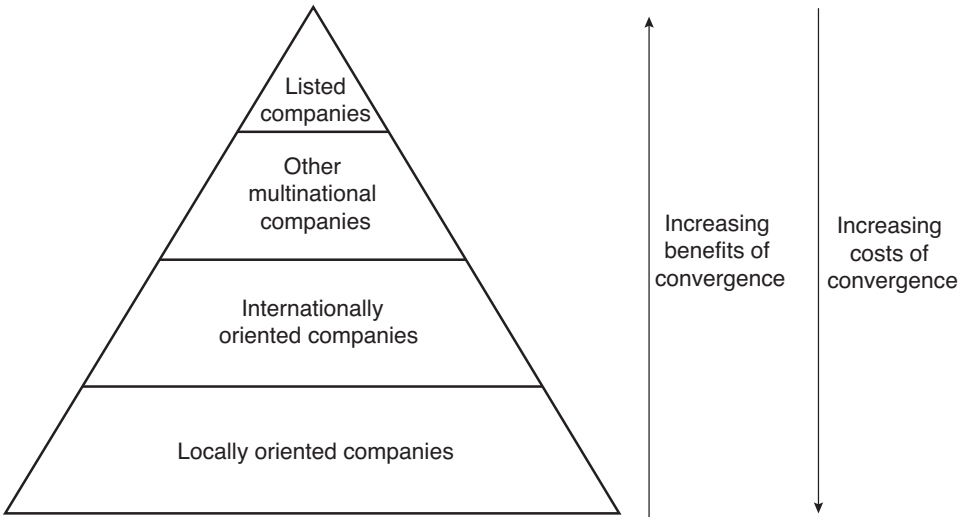 Listed
companies
Other
multinational
companies
Internationally
oriented companies
Locally oriented companies
Increasing
benefits of
convergence
Increasing
costs of
convergence